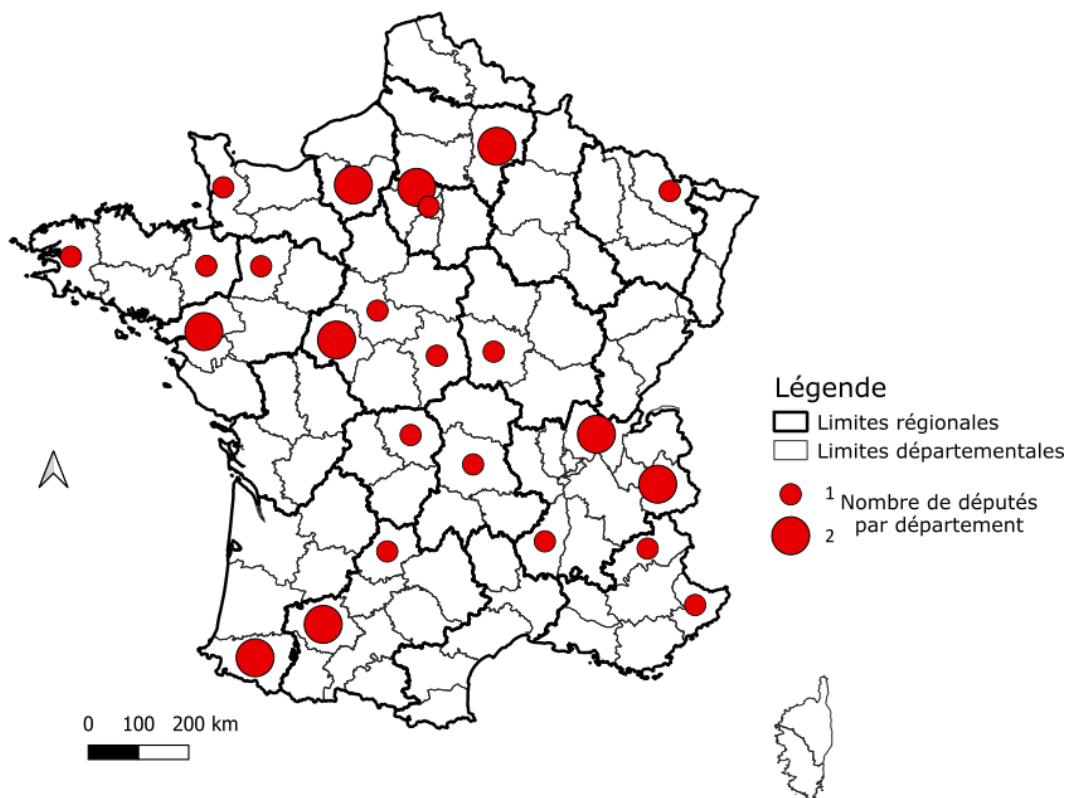 Légende
Limites régionales
Limites départementales
1
Nombre de députés
par département
2
0 100 200 km